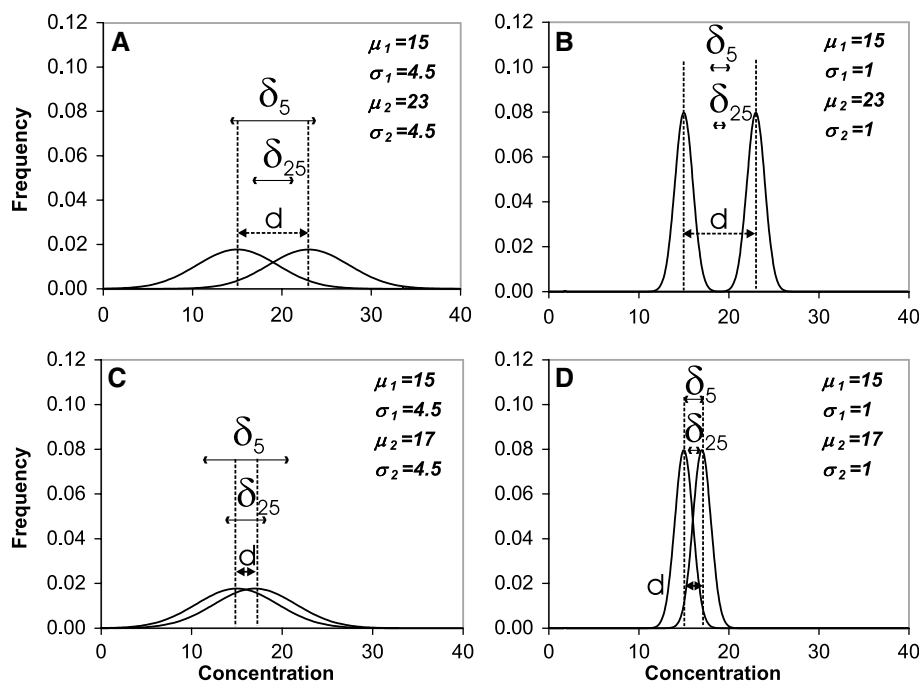 A
μ1=15
σ1=4.5
μ2=23
σ2=4.5
δ5
δ25
d
Frequency
0.12
0.10
0.08
0.06
0.04
0.02
0.00
0 10 20 30 40
B
μ1=15
σ1=1
μ2=23
σ2=1
δ5
δ25
d
0.12
0.10
0.08
0.06
0.04
0.02
0.00
0 10 20 30 40
C
μ1=15
σ1=4.5
μ2=17
σ2=4.5
δ5
δ25
d
Frequency
0.12
0.10
0.08
0.06
0.04
0.02
0.00
0 10 20 30 40
Concentration
D
μ1=15
σ1=1
μ2=17
σ2=1
δ5
δ25
d
0.12
0.10
0.08
0.06
0.04
0.02
0.00
0 10 20 30 40
Concentration